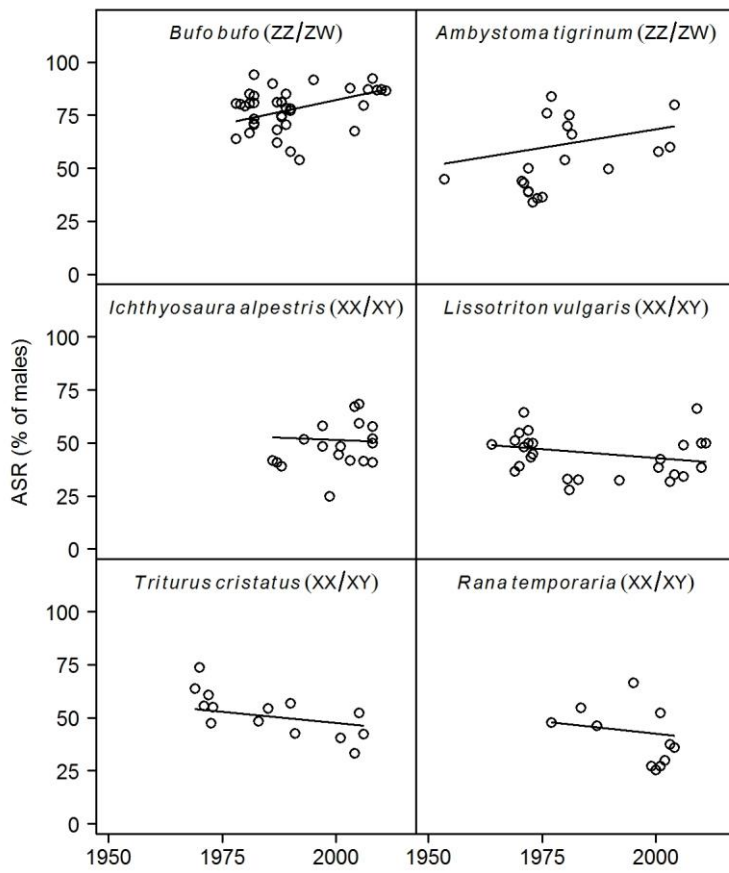 Bufo bufo (ZZ/ZW)
Ambystoma tigrinum (ZZ/ZW)
100
75
50
25
0
Ichthyosaura alpestris (XX/XY)
Lissotriton vulgaris (XX/XY)
100
75
50
25
0
ASR (% of males)
Triturus cristatus (XX/XY)
Rana temporaria (XX/XY)
100
75
50
25
0
1950 1975 2000 1950 1975 2000